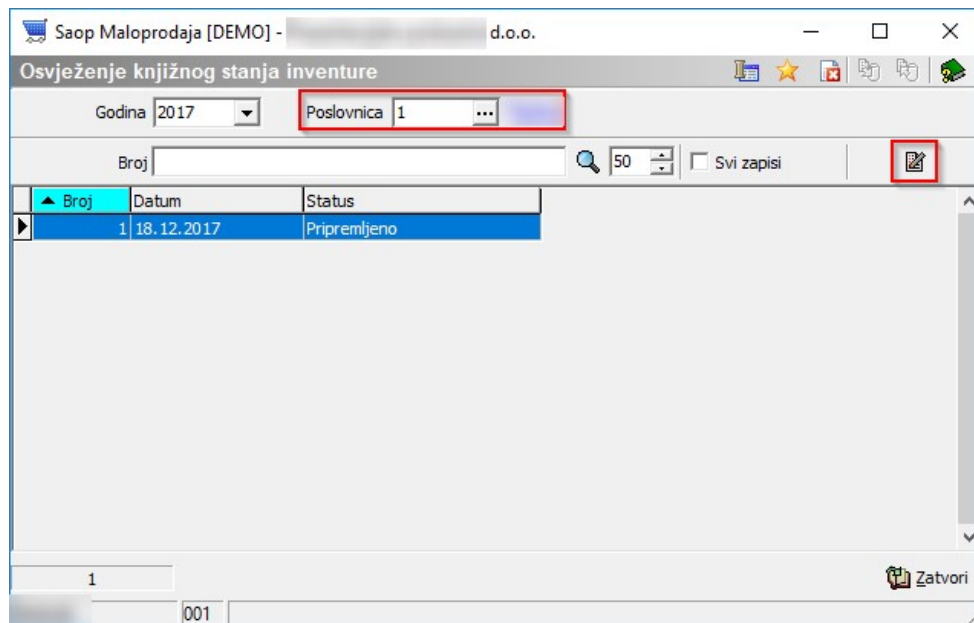 Saop Maloprodaja [DEMO] - d.o.o.
Osvježenje knjižnog stanja inventure
Godina 2017 Poslovnica 1 ...
Broj 50 Svi zapisi
Broj Datum Status
1 18.12.2017 Pripremljeno
1 Zatvori
001